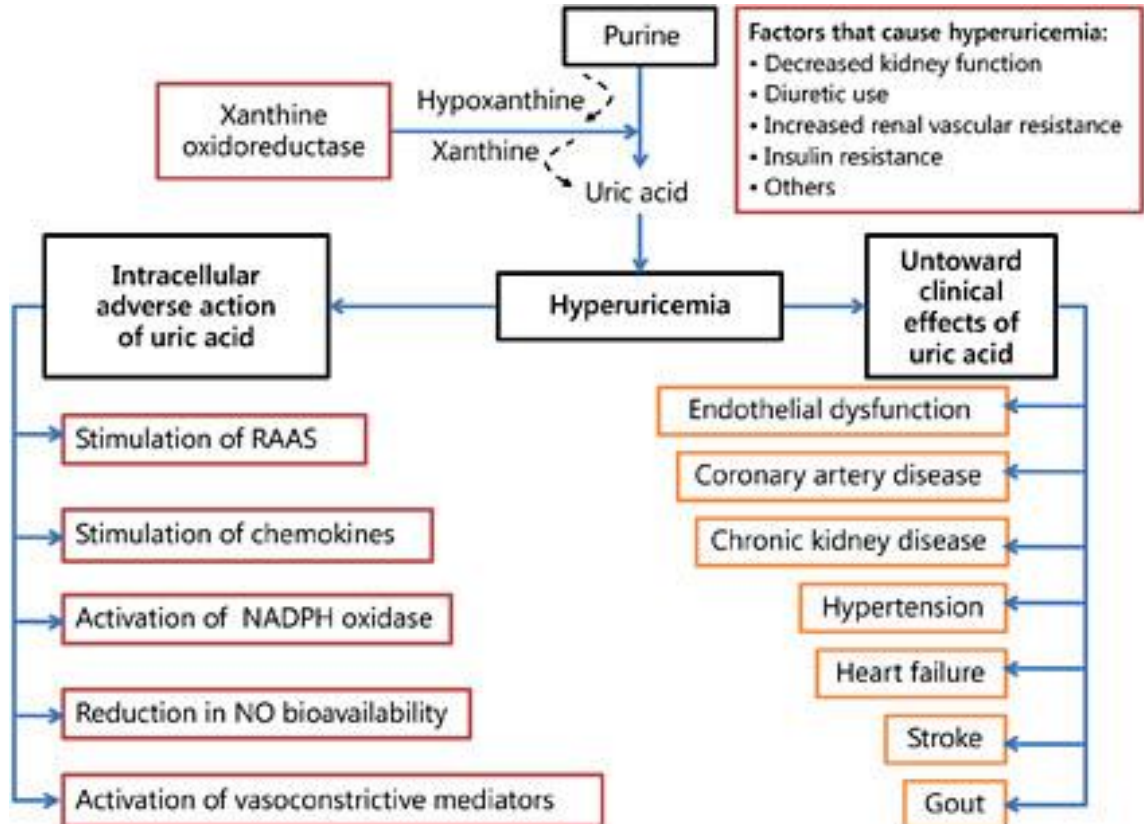 Purine
Factors that cause hyperuricemia:
• Decreased kidney function
• Diuretic use
• Increased renal vascular resistance
• Insulin resistance
• Others
Xanthine
oxidoreductase
Hypoxanthine
Xanthine
Uric acid
Intracellular
adverse action
of uric acid
Hyperuricemia
Untoward
clinical
effects of
uric acid
Stimulation of RAAS
Stimulation of chemokines
Activation of NADPH oxidase
Reduction in NO bioavailability
Activation of vasoconstrictive mediators
Endothelial dysfunction
Coronary artery disease
Chronic kidney disease
Hypertension
Heart failure
Stroke
Gout